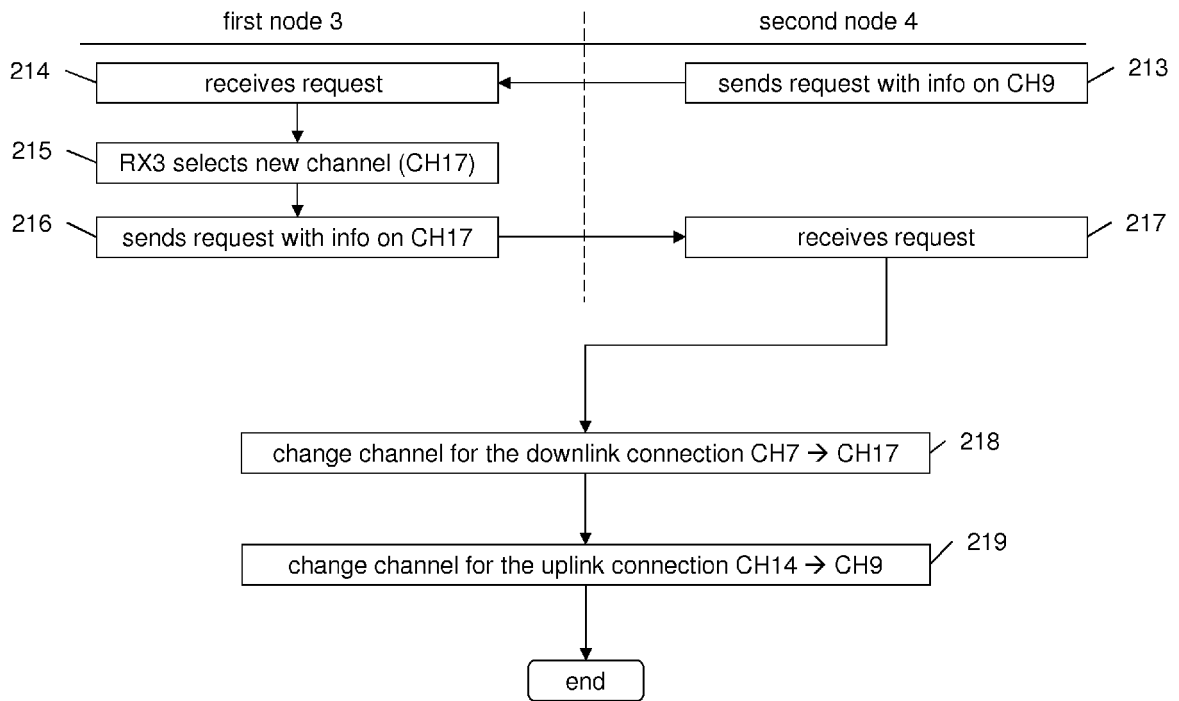 first node 3
second node 4
214
receives request
sends request with info on CH9
213
215
RX3 selects new channel (CH17)
216
sends request with info on CH17
receives request
217
change channel for the downlink connection CH7 → CH17
218
change channel for the uplink connection CH14 → CH9
219
end